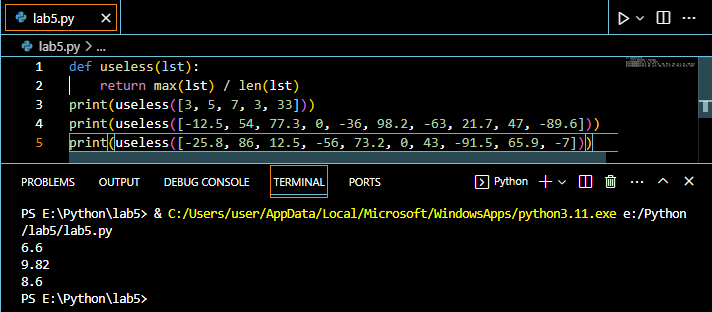 lab5.py ×
lab5.py > ...
1 def useless(lst):
2     return max(lst) / len(lst)
3 print(useless([3, 5, 7, 3, 33]))
4 print(useless([-12.5, 54, 77.3, 0, -36, 98.2, -63, 21.7, 47, -89.6]))
5 print(useless([-25.8, 86, 12.5, -56, 73.2, 0, 43, -91.5, 65.9, -7]))
PROBLEMS OUTPUT DEBUG CONSOLE TERMINAL PORTS Python
PS E:\Python\lab5> & C:/Users/user/AppData/Local/Microsoft/WindowsApps/python3.11.exe e:/Python
/lab5/lab5.py
6.6
9.82
8.6
PS E:\Python\lab5>